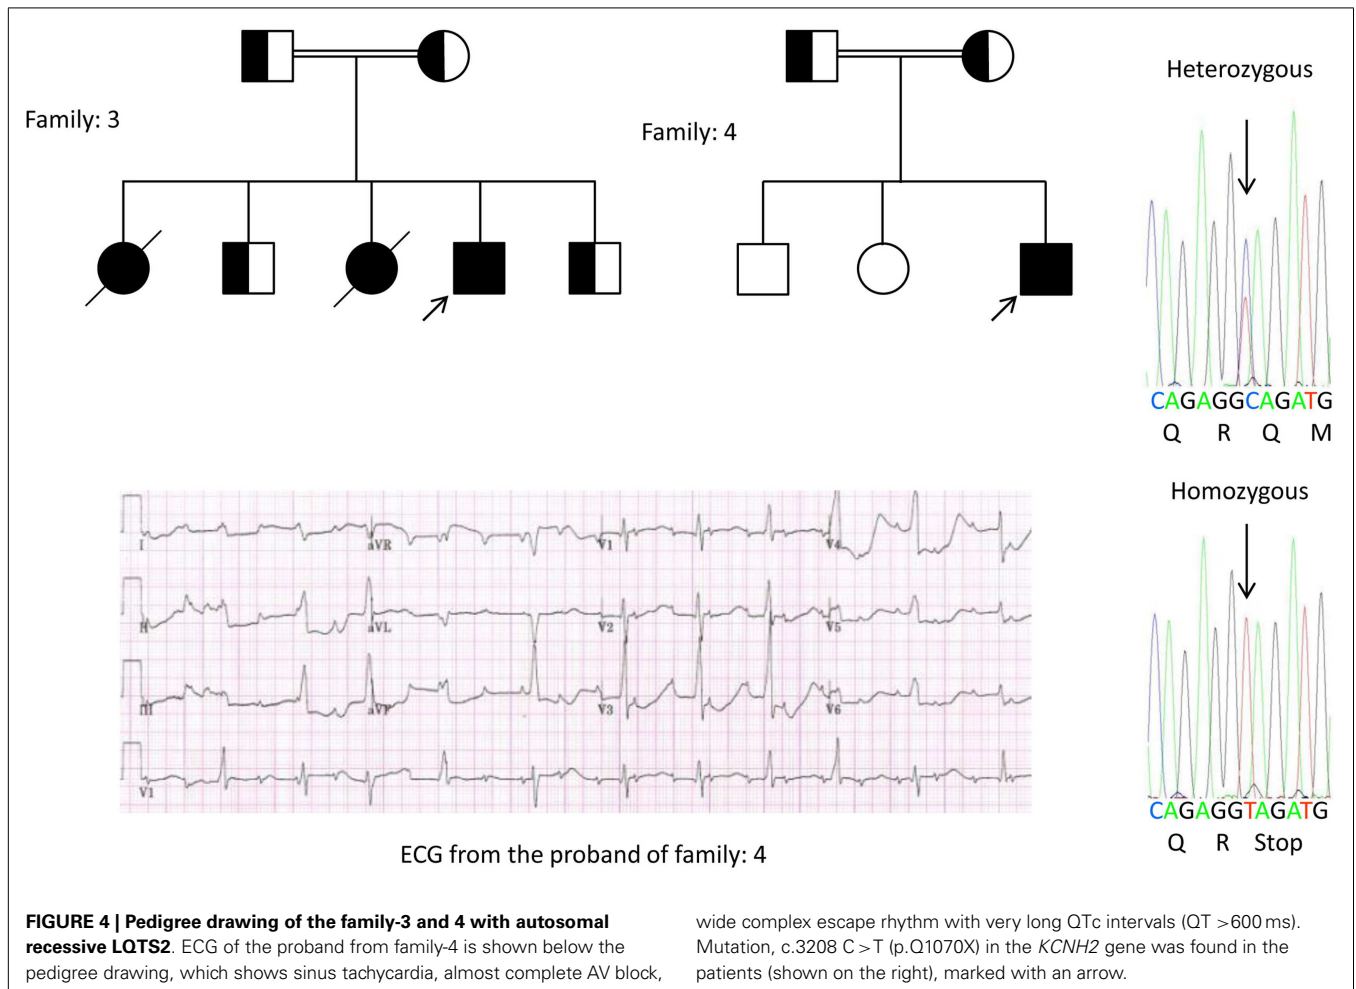 Heterozygous
Family: 3
Family: 4
CAGAGGCAGATG
Q R Q M
Homozygous
I aVR V1 V4
II aVL V2 V5
III aVF V3 V6
V1
CAGAGGTAGATG
Q R Stop
ECG from the proband of family: 4
FIGURE 4 | Pedigree drawing of the family-3 and 4 with autosomal
recessive LQTS2. ECG of the proband from family-4 is shown below the
pedigree drawing, which shows sinus tachycardia, almost complete AV block,
wide complex escape rhythm with very long QTc intervals (QT >600 ms).
Mutation, c.3208 C>T (p.Q1070X) in the KCNH2 gene was found in the
patients (shown on the right), marked with an arrow.